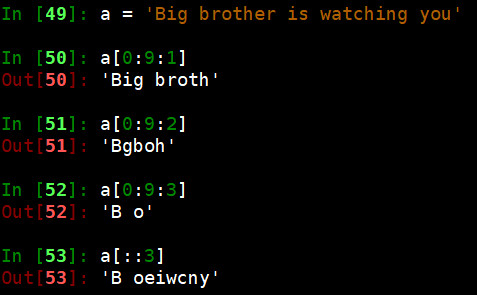 In [49]: a = 'Big brother is watching you'
In [50]: a[0:9:1]
Out[50]: 'Big broth'
In [51]: a[0:9:2]
Out[51]: 'Bgboh'
In [52]: a[0:9:3]
Out[52]: 'B o'
In [53]: a[::3]
Out[53]: 'B oeiwcny'